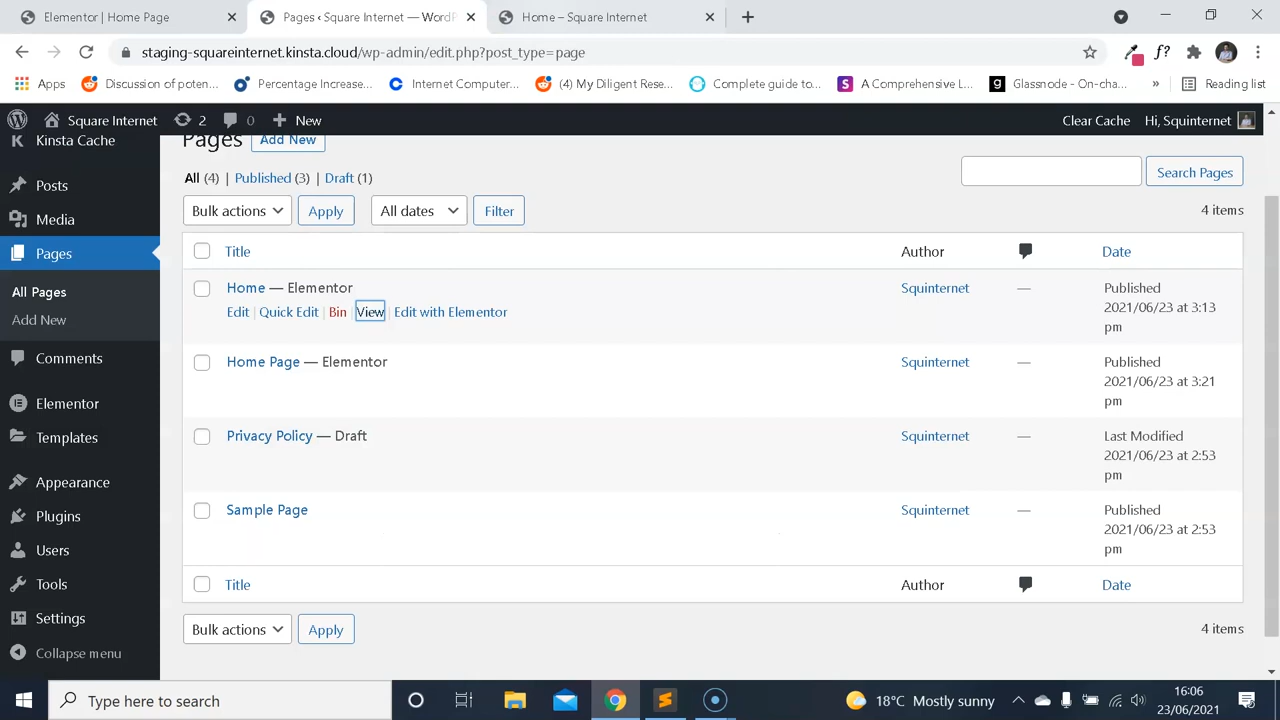 Elementor | Home Page
Pages ‹ Square Internet — WordPr
Home – Square Internet
staging-squareinternet.kinsta.cloud/wp-admin/edit.php?post_type=page
f?
Apps
Discussion of poten...
Percentage Increase...
Internet Computer...
(4) My Diligent Rese...
Complete guide to...
A Comprehensive L...
Glassnode - On-cha...
»
Reading list
Square Internet
2
0
New
Clear Cache
Hi, Squinternet
Kinsta Cache
Posts
Media
Pages
All Pages
Add New
Comments
Elementor
Templates
Appearance
Plugins
Users
Tools
Settings
Collapse menu
Pages
Add New
All (4) | Published (3) | Draft (1)
Search Pages
Bulk actions
Apply
All dates
Filter
4 items
Title
Author
Date
Home — Elementor
Edit | Quick Edit | Bin | View | Edit with Elementor
Squinternet
—
Published
2021/06/23 at 3:13
pm
Home Page — Elementor
Squinternet
—
Published
2021/06/23 at 3:21
pm
Privacy Policy — Draft
Squinternet
—
Last Modified
2021/06/23 at 2:53
pm
Sample Page
Squinternet
—
Published
2021/06/23 at 2:53
pm
Title
Author
Date
Bulk actions
Apply
4 items
Type here to search
18°C Mostly sunny
16:06
23/06/2021